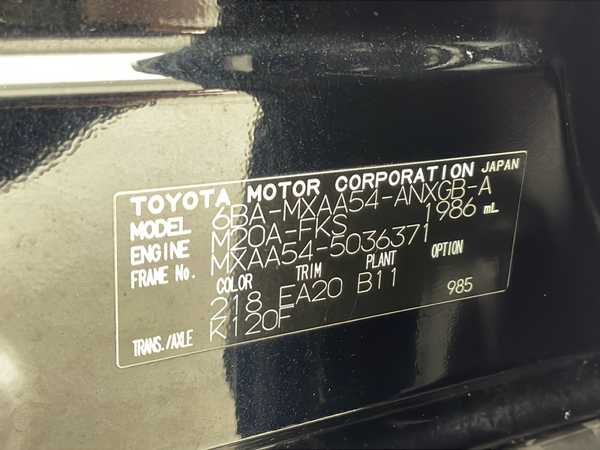 TOYOTA MOTOR CORPORATION JAPAN
MODEL 6BA-MXAA54-ANXGB-A
ENGINE M20A-FKS 1986 mL
FRAME No. MXAA54-5036371
COLOR TRIM PLANT OPTION
218 EA20 B11 985
TRANS./AXLE K120F